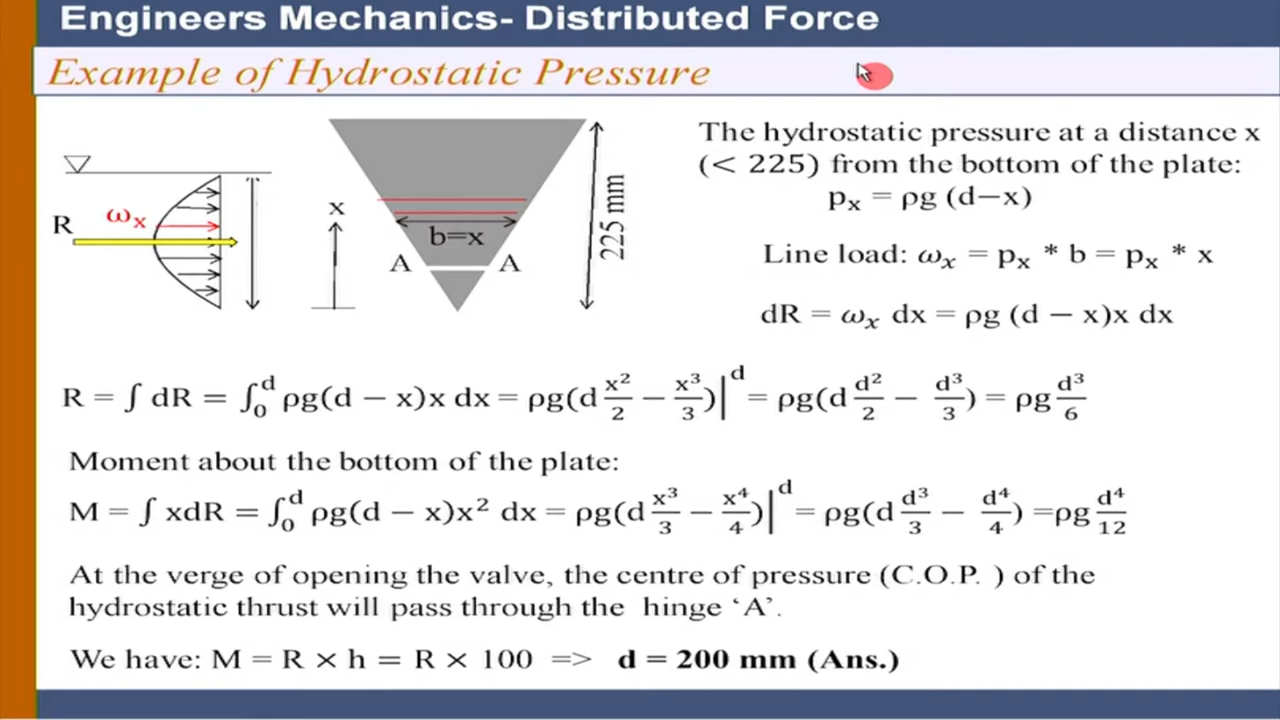 Engineers Mechanics- Distributed Force
Example of Hydrostatic Pressure
The hydrostatic pressure at a distance x
(< 225) from the bottom of the plate:
pₓ = ρg (d−x)
Line load: ωₓ = pₓ * b = pₓ * x
dR = ωₓ dx = ρg (d − x)x dx
R
ωₓ
x
b=x
A
A
225 mm
R = ∫ dR = ∫₀ᵈ ρg(d − x)x dx = ρg(d x²/2 − x³/3)|ᵈ = ρg(d d²/2 − d³/3) = ρg d³/6
Moment about the bottom of the plate:
M = ∫ xdR = ∫₀ᵈ ρg(d − x)x² dx = ρg(d x³/3 − x⁴/4)|ᵈ = ρg(d d³/3 − d⁴/4) =ρg d⁴/12
At the verge of opening the valve, the centre of pressure (C.O.P. ) of the
hydrostatic thrust will pass through the hinge ‘A’.
We have: M = R × h = R × 100 => d = 200 mm (Ans.)